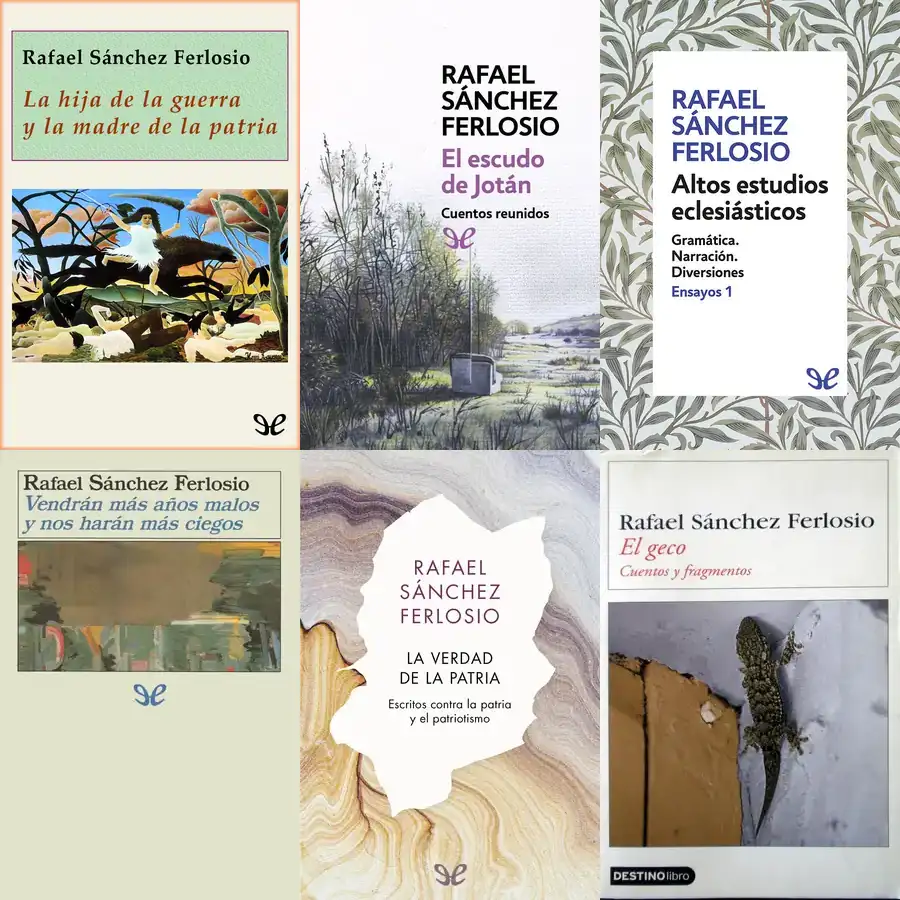 Rafael Sánchez Ferlosio
La hija de la guerra
y la madre de la patria
RAFAEL
SÁNCHEZ
FERLOSIO
El escudo
de Jotán
Cuentos reunidos
RAFAEL
SÁNCHEZ
FERLOSIO
Altos estudios
eclesiásticos
Gramática.
Narración.
Diversiones
Ensayos 1
Rafael Sánchez Ferlosio
Vendrán más años malos
y nos harán más ciegos
RAFAEL
SÁNCHEZ
FERLOSIO
LA VERDAD
DE LA PATRIA
Escritos contra la patria
y el patriotismo
Rafael Sánchez Ferlosio
El geco
Cuentos y fragmentos
DESTINOlibro